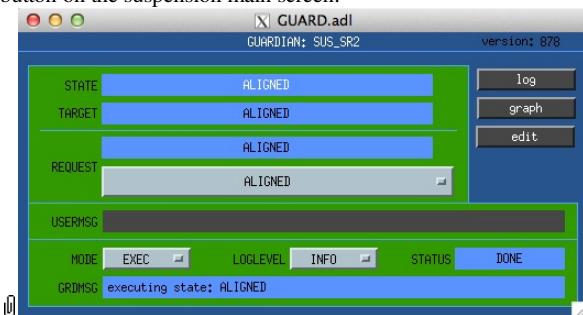 button on the suspension main screen.
GUARD.adl
GUARDIAN: SUS_SR2 version: 878
STATE ALIGNED log
TARGET ALIGNED graph
ALIGNED edit
REQUEST
ALIGNED
USERMSG
MODE EXEC LOGLEVEL INFO STATUS DONE
GRDMSG executing state: ALIGNED